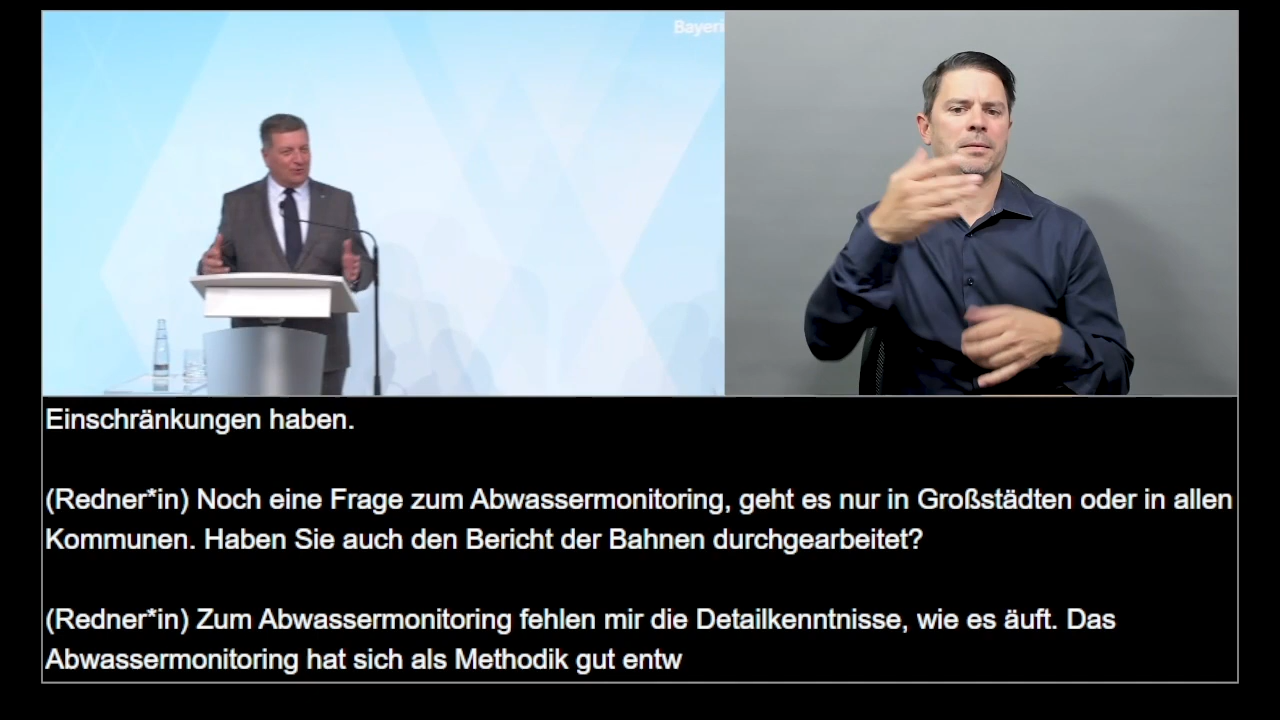 Bayeri
Einschränkungen haben.
(Redner*in) Noch eine Frage zum Abwassermonitoring, geht es nur in Großstädten oder in allen
Kommunen. Haben Sie auch den Bericht der Bahnen durchgearbeitet?
(Redner*in) Zum Abwassermonitoring fehlen mir die Detailkenntnisse, wie es äuft. Das
Abwassermonitoring hat sich als Methodik gut entw